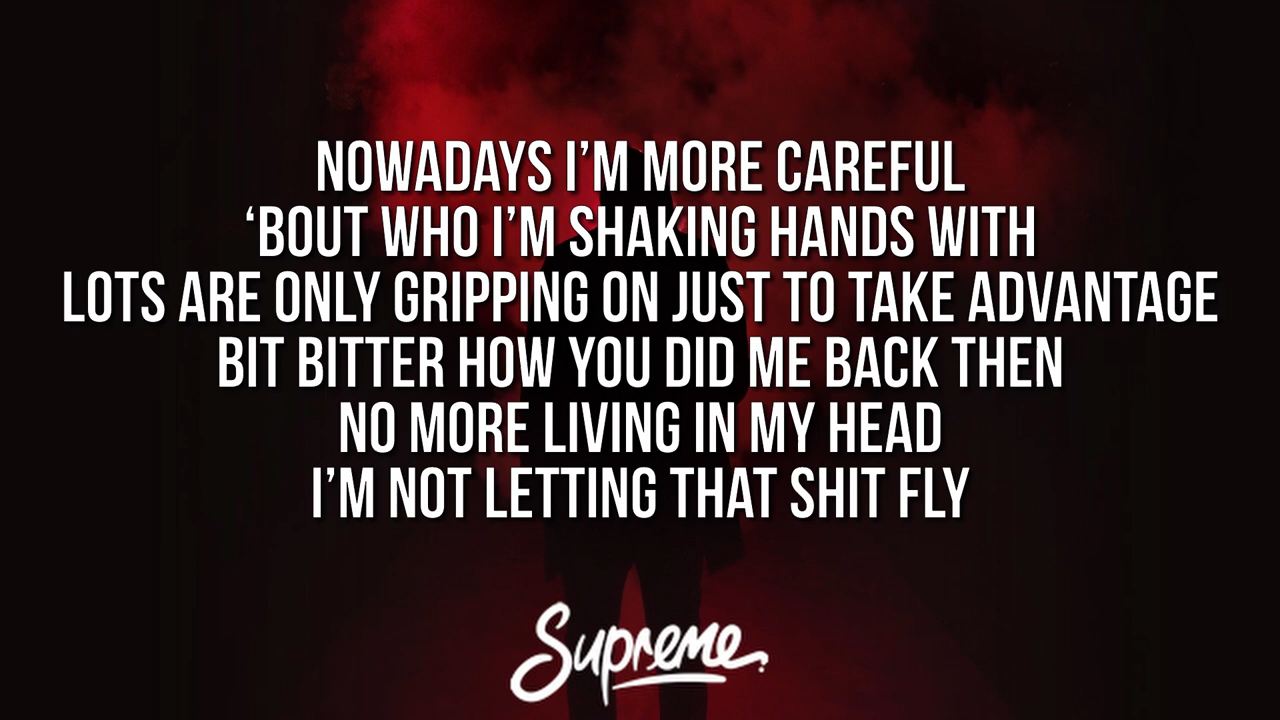 NOWADAYS I'M MORE CAREFUL
‘BOUT WHO I’M SHAKING HANDS WITH
LOTS ARE ONLY GRIPPING ON JUST TO TAKE ADVANTAGE
BIT BITTER HOW YOU DID ME BACK THEN
NO MORE LIVING IN MY HEAD
I’M NOT LETTING THAT SHIT FLY
Supreme